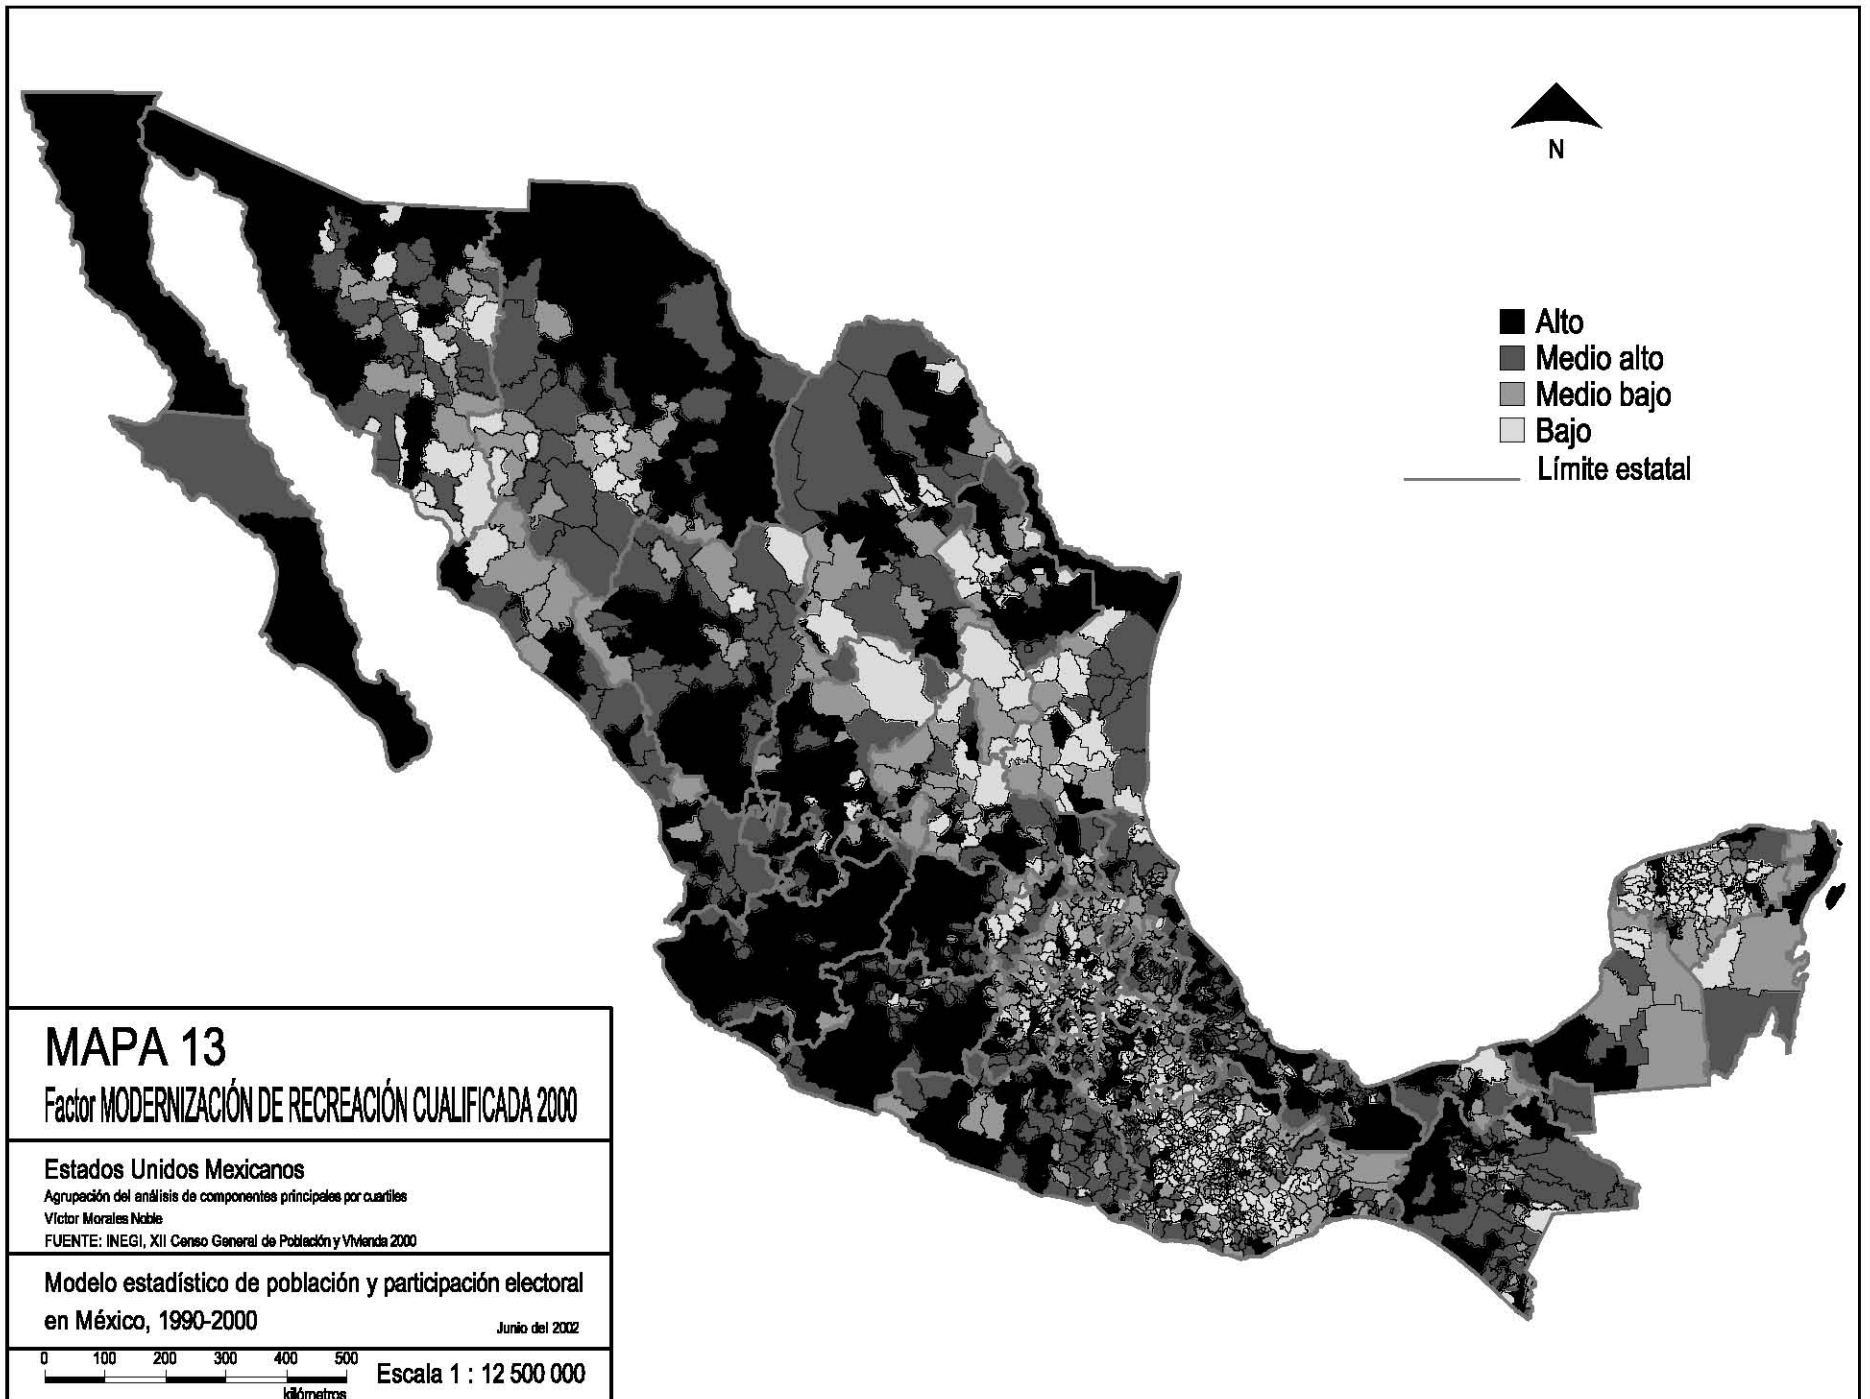 N
Alto
Medio alto
Medio bajo
Bajo
Límite estatal
MAPA 13
Factor MODERNIZACIÓN DE RECREACIÓN CUALIFICADA 2000
Estados Unidos Mexicanos
Agrupación del análisis de componentes principales por cuartiles
Víctor Morales Noble
FUENTE: INEGI, XII Censo General de Población y Vivienda 2000
Modelo estadístico de población y participación electoral
en México, 1990-2000
Junio del 2002
0 100 200 300 400 500
kilómetros
Escala 1 : 12 500 000